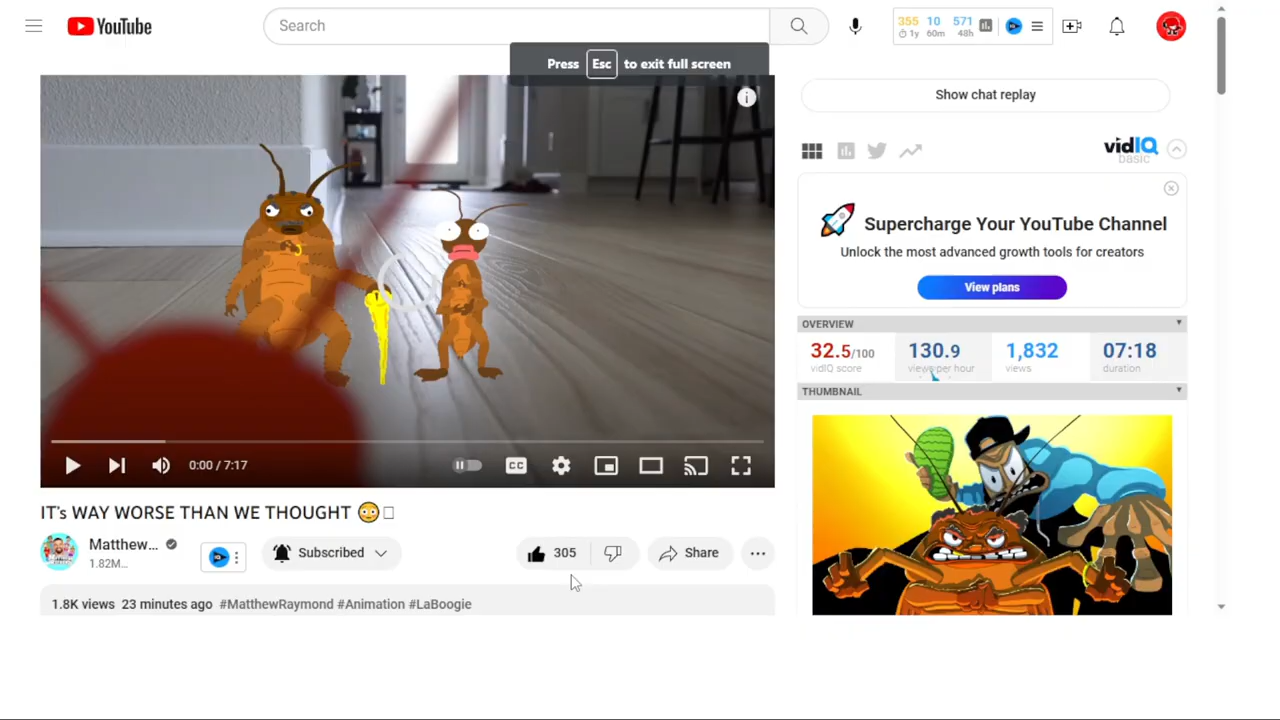 YouTube
Search
355 10 571
1y 60m 48h
Press Esc to exit full screen
Show chat replay
vidIQ
basic
Supercharge Your YouTube Channel
Unlock the most advanced growth tools for creators
View plans
OVERVIEW
32.5/100 130.9 1,832 07:18
vidIQ score views per hour views duration
THUMBNAIL
0:00 / 7:17
CC
IT's WAY WORSE THAN WE THOUGHT 😳
Matthew...
1.82M...
Subscribed
305
Share
1.8K views 23 minutes ago #MatthewRaymond #Animation #LaBoogie